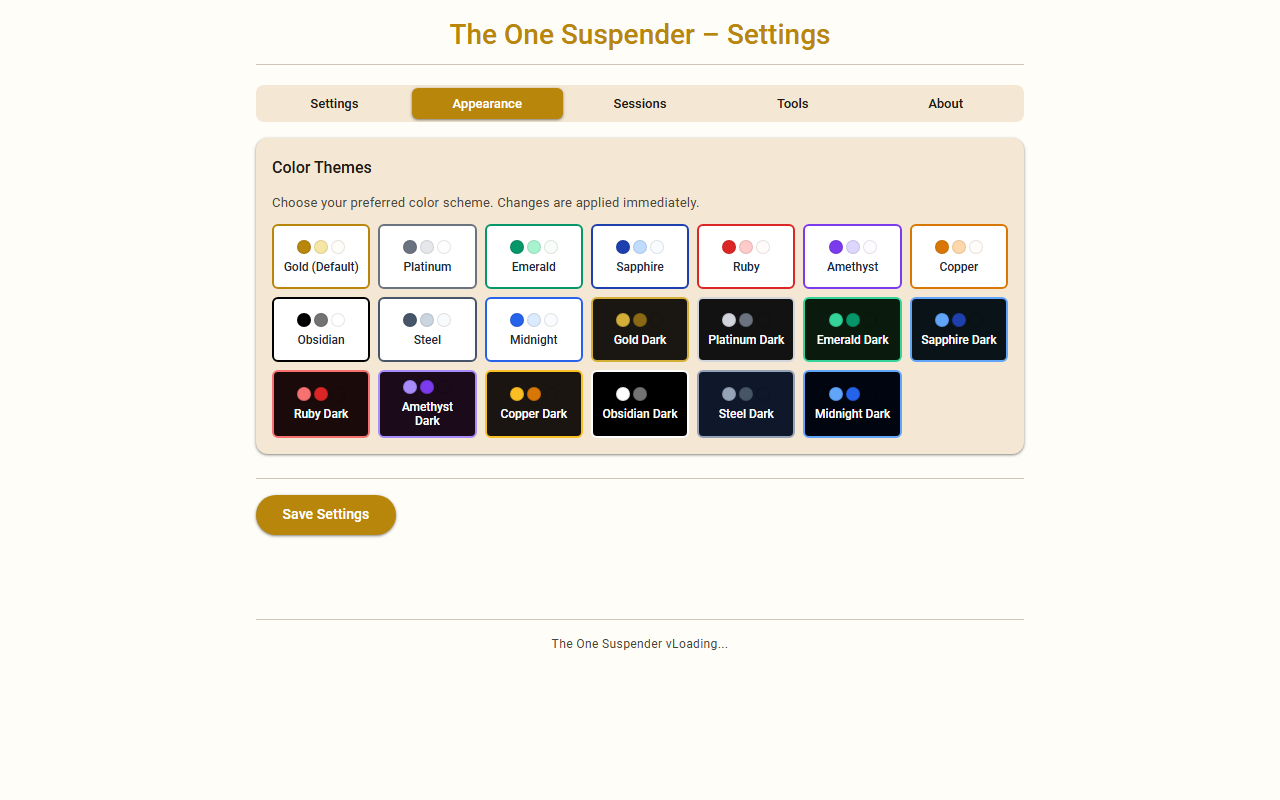 The One Suspender – Settings
Settings
Appearance
Sessions
Tools
About
Color Themes
Choose your preferred color scheme. Changes are applied immediately.
Gold (Default)
Platinum
Emerald
Sapphire
Ruby
Amethyst
Copper
Obsidian
Steel
Midnight
Gold Dark
Platinum Dark
Emerald Dark
Sapphire Dark
Ruby Dark
Amethyst
Dark
Copper Dark
Obsidian Dark
Steel Dark
Midnight Dark
Save Settings
The One Suspender vLoading...